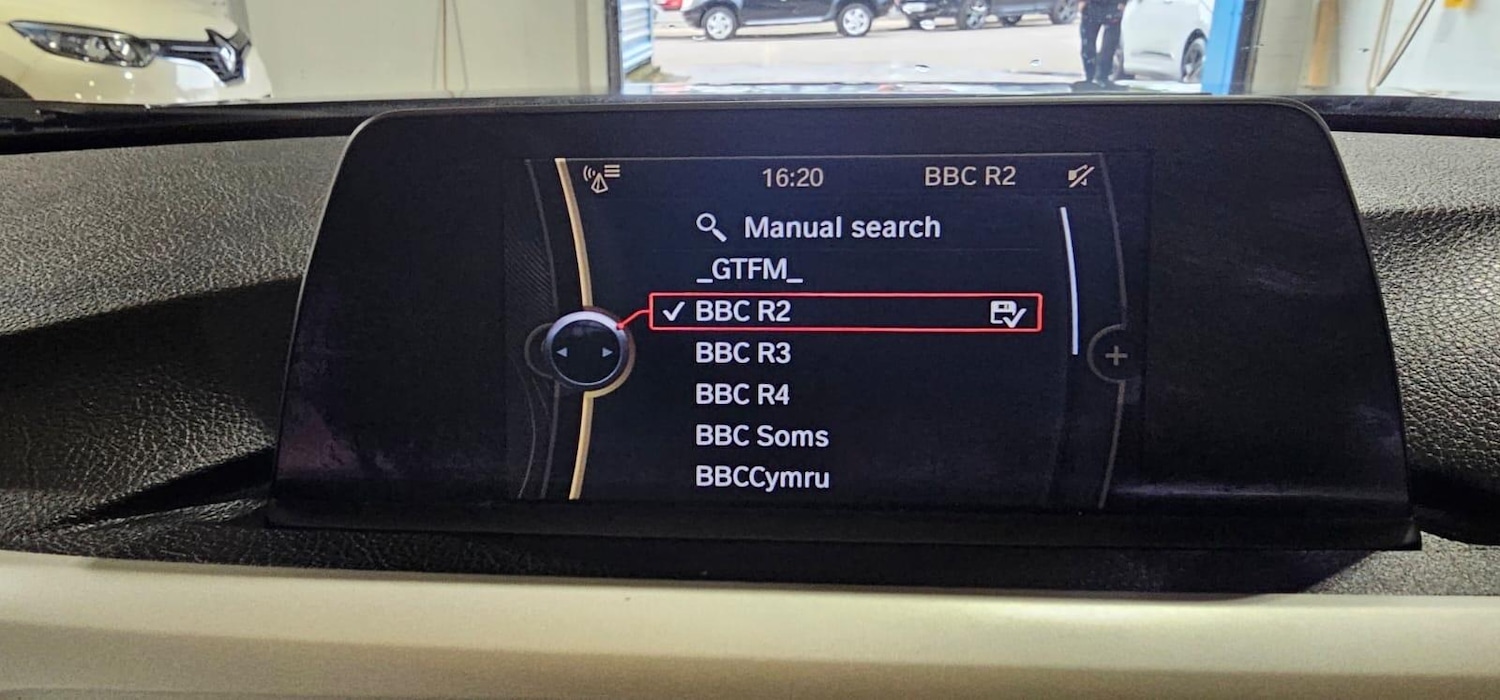 16:20 BBC R2
Manual search
_GTFM_
BBC R2
BBC R3
BBC R4
BBC Soms
BBCCymru